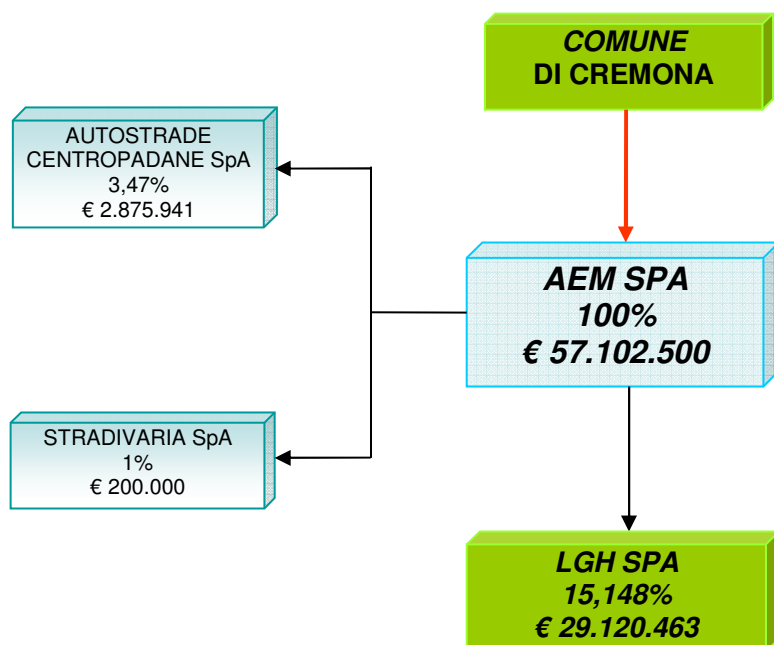 COMUNE
DI CREMONA
AUTOSTRADE
CENTROPADANE SpA
3,47%
€ 2.875.941
AEM SPA
100%
€ 57.102.500
STRADIVARIA SpA
1%
€ 200.000
LGH SPA
15,148%
€ 29.120.463